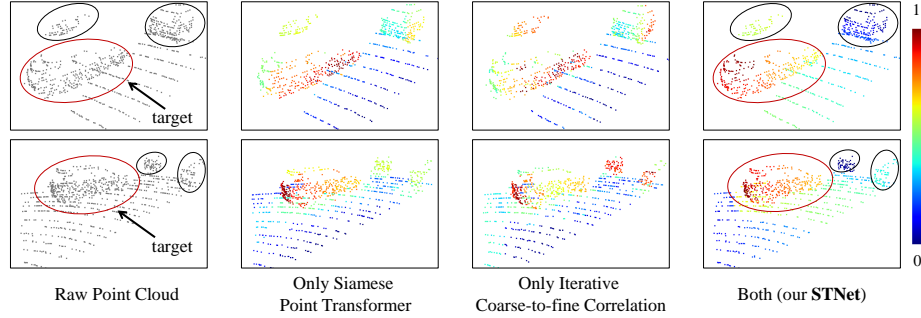 target
1
target
0
Raw Point Cloud
Only Siamese
Point Transformer
Only Iterative
Coarse-to-fine Correlation
Both (our STNet)